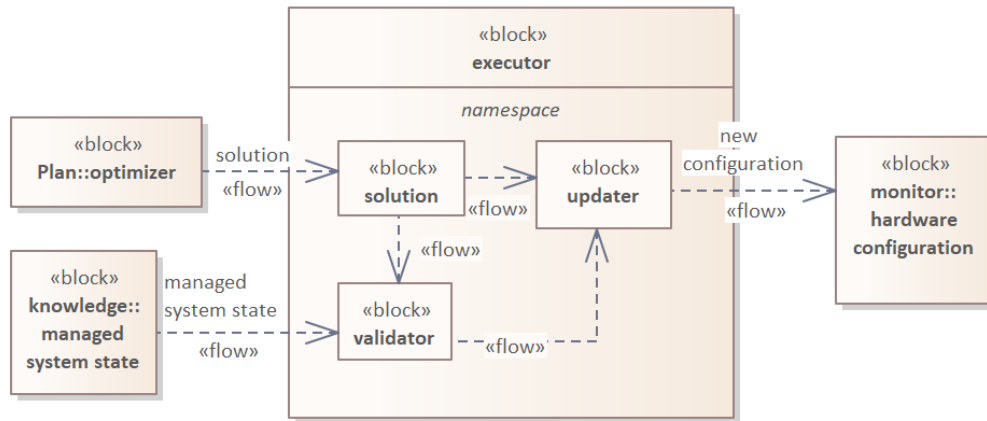 «block»
executor
namespace
«block»
Plan::optimizer
solution
«flow»
«block»
solution
«flow»
«block»
updater
new
configuration
«flow»
«block»
monitor::
hardware
configuration
«flow»
«block»
knowledge::
managed
system state
managed
system state
«flow»
«block»
validator
«flow»